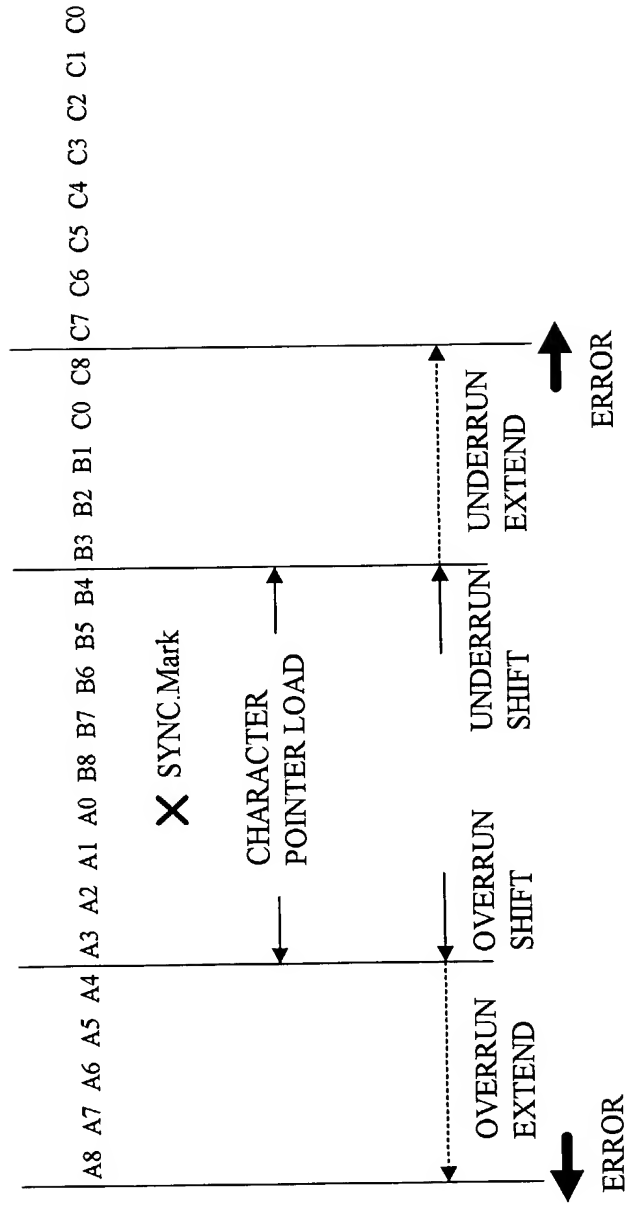 A8 A7 A6 A5 A4 A3 A2 A1 A0 B8 B7 B6 B5 B4 B3 B2 B1 C0 C8 C7 C6 C5 C4 C3 C2 C1 C0
X SYNC.Mark
CHARACTER
POINTER LOAD
OVERRUN
EXTEND
OVERRUN
SHIFT
UNDERRUN
SHIFT
UNDERRUN
EXTEND
ERROR
ERROR